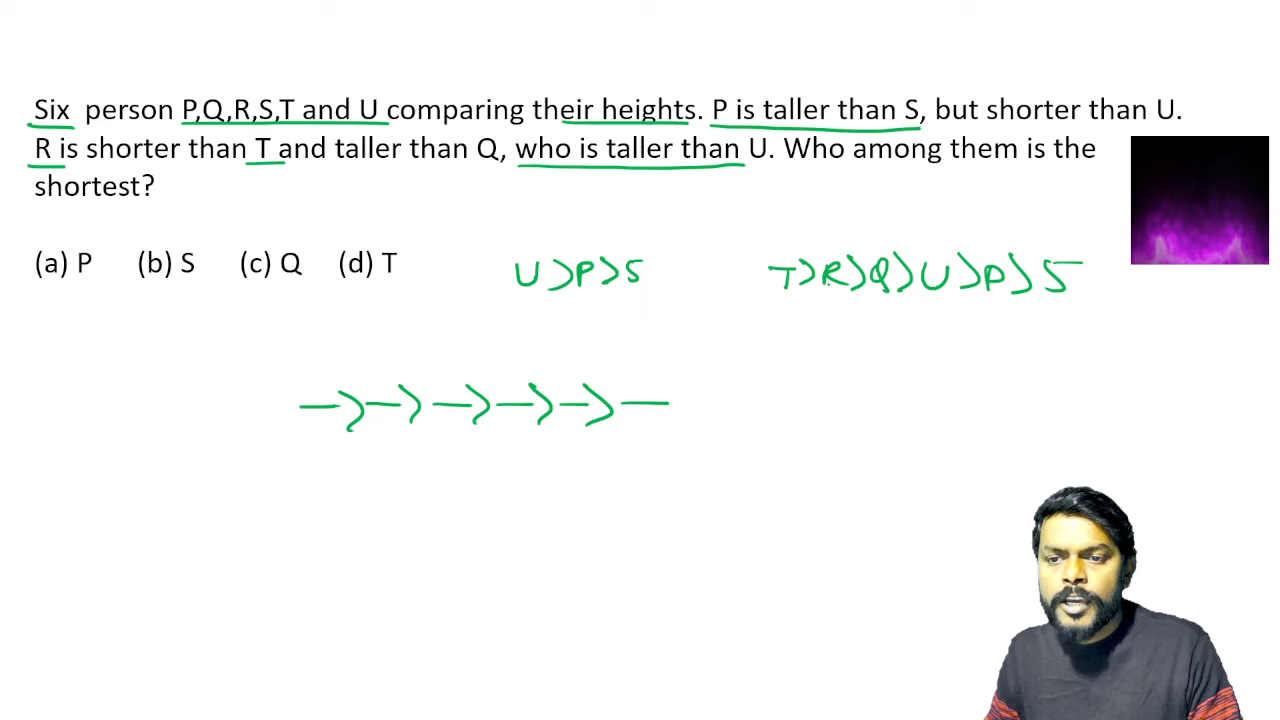 Six person P,Q,R,S,T and U comparing their heights. P is taller than S, but shorter than U.
R is shorter than T and taller than Q, who is taller than U. Who among them is the
shortest?
(a) P (b) S (c) Q (d) T
U>P>S
T>R>Q>U>P>S